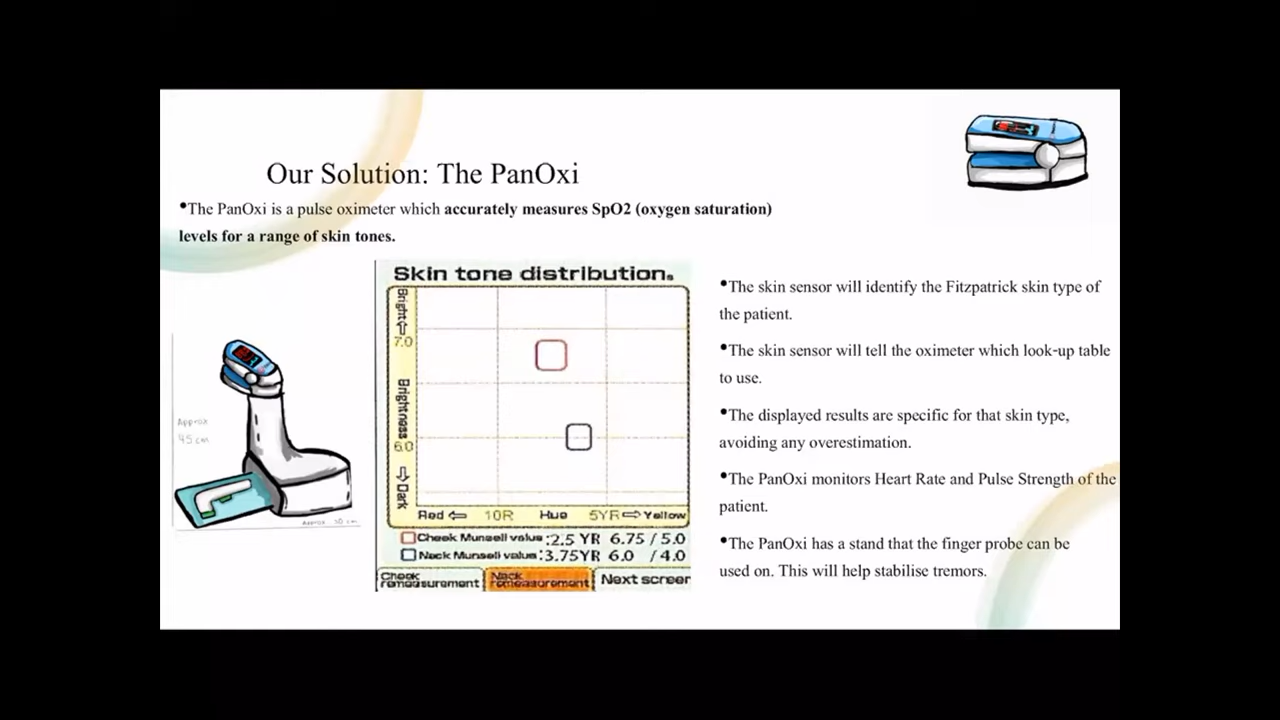 Our Solution: The PanOxi
•The PanOxi is a pulse oximeter which accurately measures SpO2 (oxygen saturation)
levels for a range of skin tones.
Approx
45 cm
Approx 30 cm
Skin tone distribution.
Bright⇧
7.0
Brightness
6.0
⇩Dark
Red ⇦ 10R Hue 5YR ⇨ Yellow
Cheek Munsell value :2.5 YR 6.75 / 5.0
Neck Munsell value :3.75YR 6.0 / 4.0
Cheek
remeasurement
Neck
remeasurement
Next screen
•The skin sensor will identify the Fitzpatrick skin type of
the patient.
•The skin sensor will tell the oximeter which look-up table
to use.
•The displayed results are specific for that skin type,
avoiding any overestimation.
•The PanOxi monitors Heart Rate and Pulse Strength of the
patient.
•The PanOxi has a stand that the finger probe can be
used on. This will help stabilise tremors.